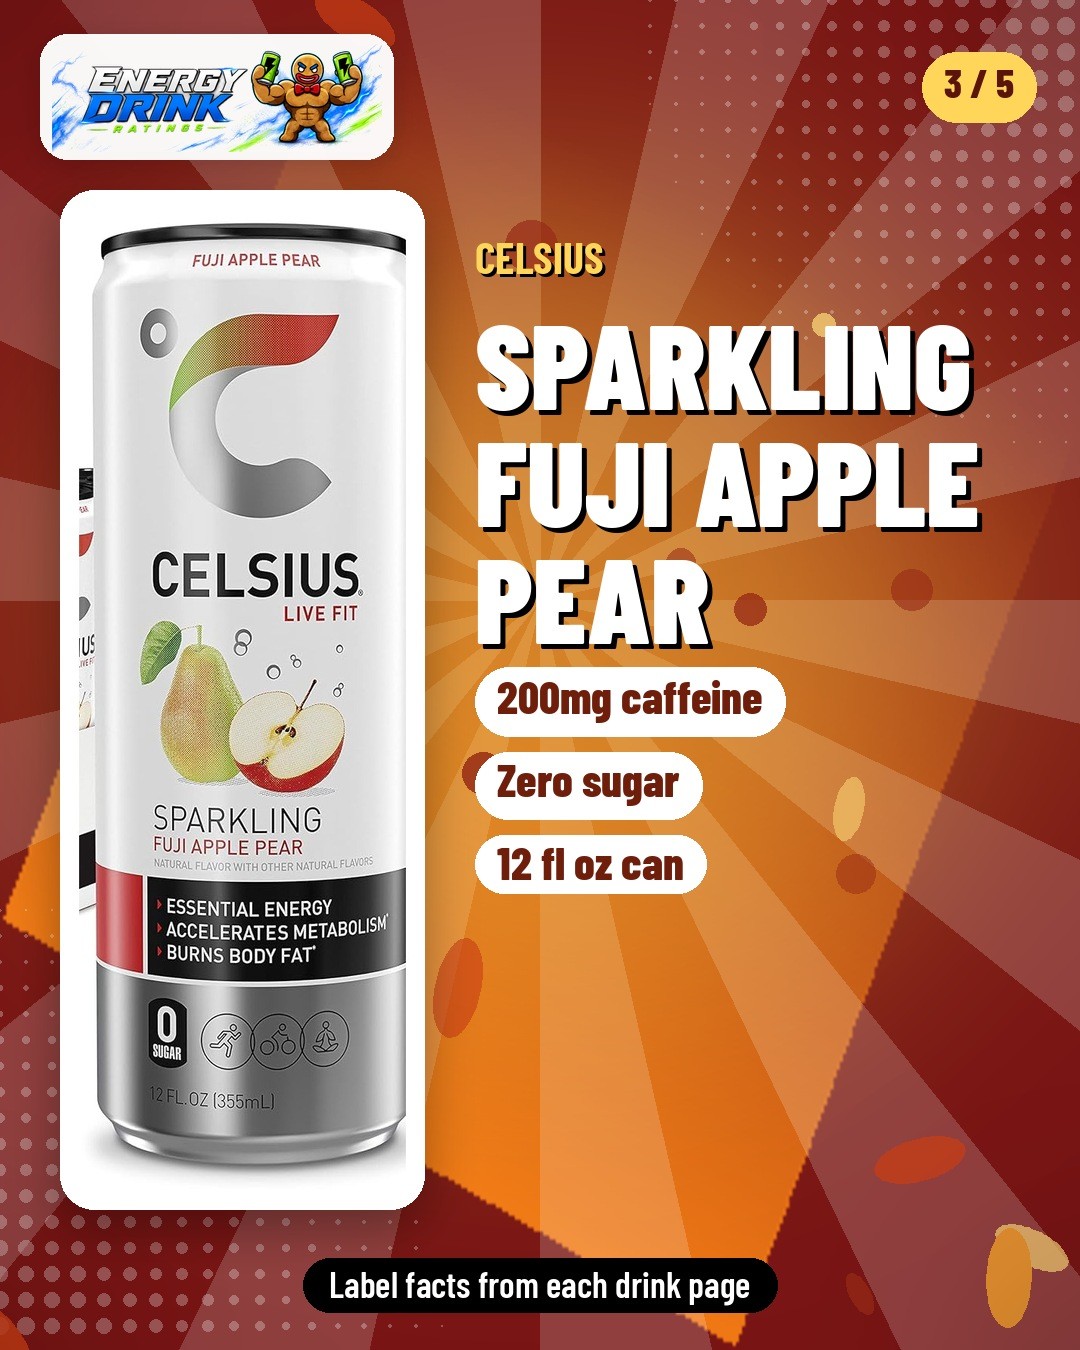 ENERGY
DRINK
RATINGS
3 / 5
FUJI APPLE PEAR
CELSIUS®
LIVE FIT
SPARKLING
FUJI APPLE PEAR
NATURAL FLAVOR WITH OTHER NATURAL FLAVORS
ESSENTIAL ENERGY
ACCELERATES METABOLISM*
BURNS BODY FAT*
0
SUGAR
12 FL.OZ (355mL)
CELSIUS
SPARKLING
FUJI APPLE
PEAR
200mg caffeine
Zero sugar
12 fl oz can
Label facts from each drink page